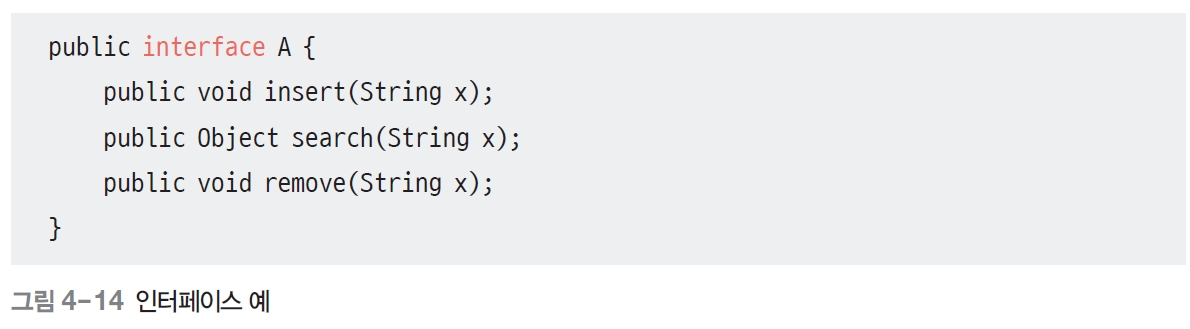 public interface A {
public void insert(String x);
public Object search(String x);
public void remove(String x);
}
그림 4-14 인터페이스 예